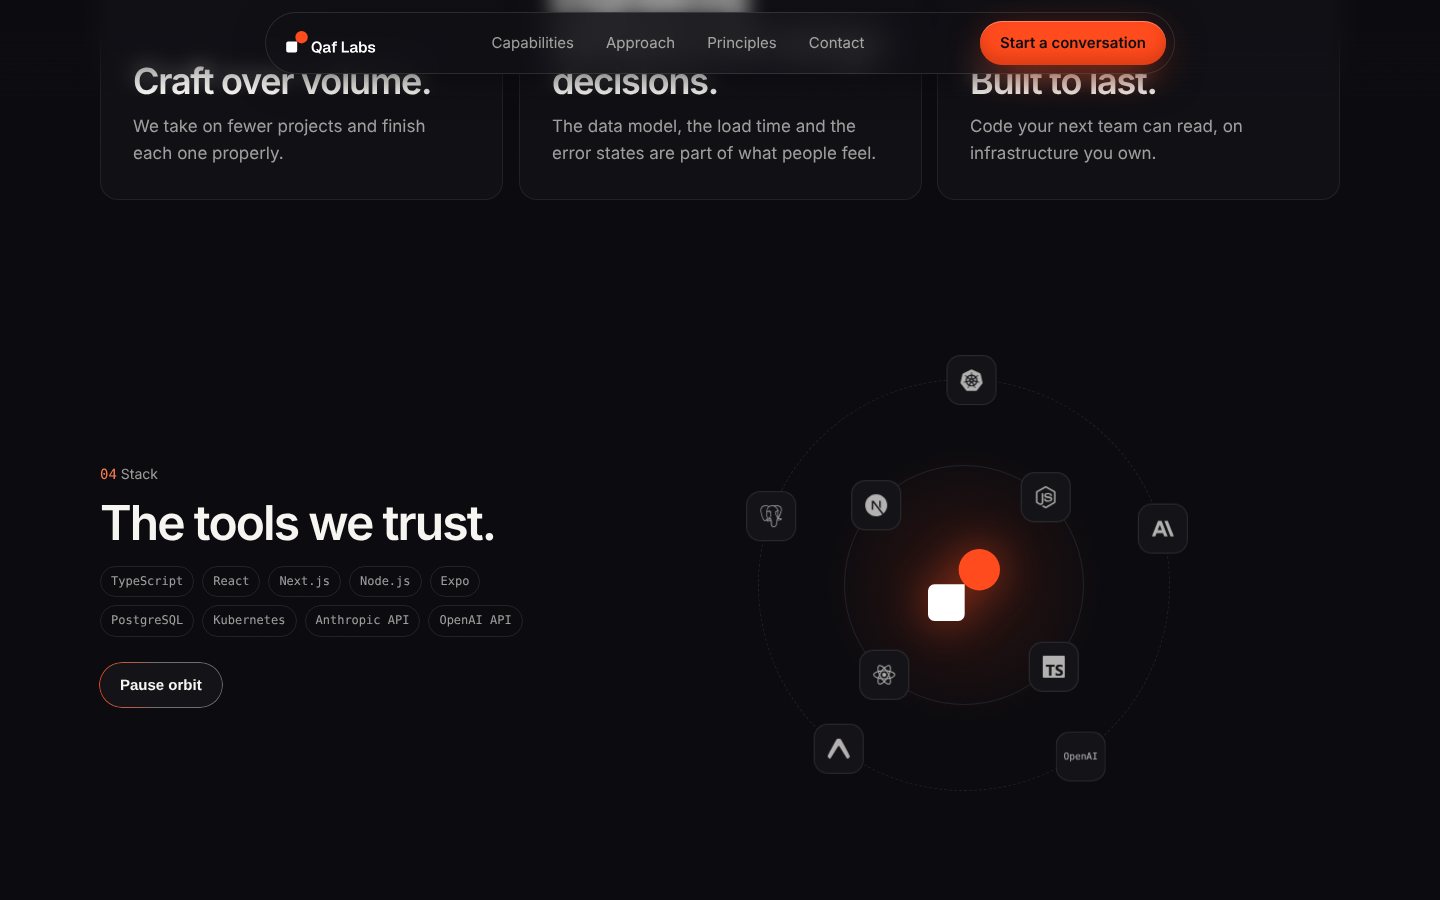 Qaf Labs
Capabilities
Approach
Principles
Contact
Start a conversation
Craft over volume.
We take on fewer projects and finish
each one properly.
decisions.
The data model, the load time and the
error states are part of what people feel.
Built to last.
Code your next team can read, on
infrastructure you own.
04 Stack
The tools we trust.
TypeScript
React
Next.js
Node.js
Expo
PostgreSQL
Kubernetes
Anthropic API
OpenAI API
Pause orbit
N
JS
A\
TS
OpenAI